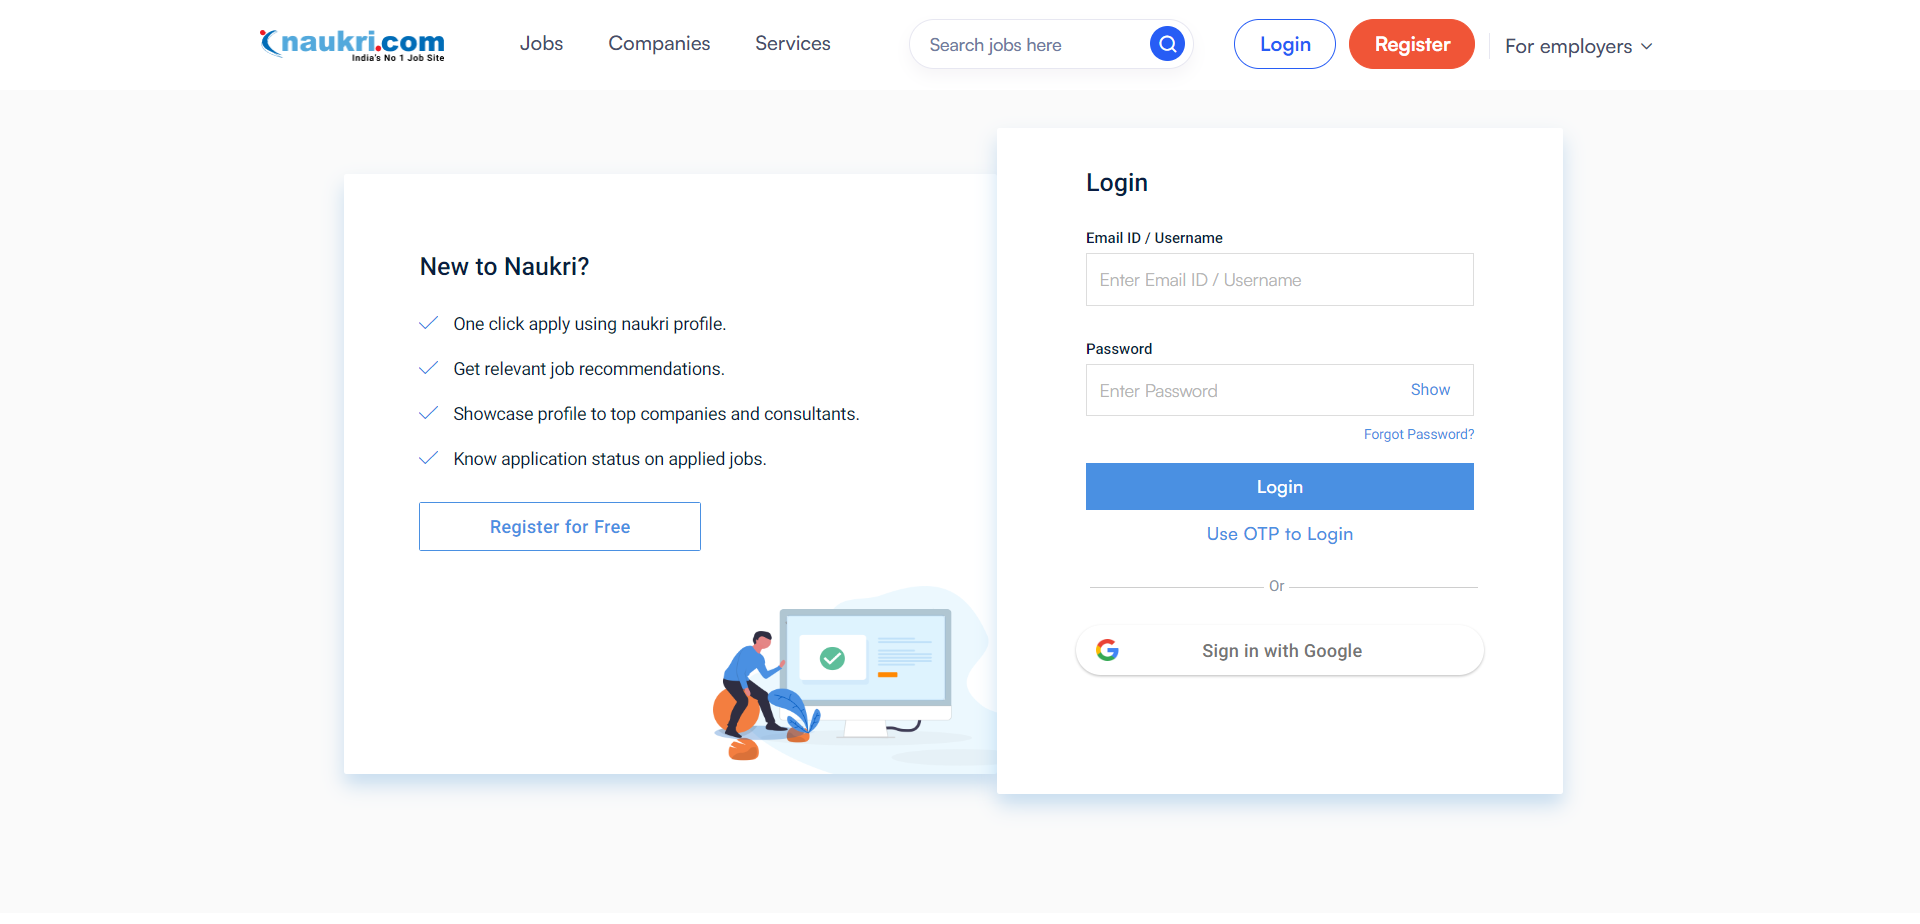 naukri.com
India's No 1 Job Site
Jobs
Companies
Services
Search jobs here
Login
Register
For employers
New to Naukri?
One click apply using naukri profile.
Get relevant job recommendations.
Showcase profile to top companies and consultants.
Know application status on applied jobs.
Register for Free
Login
Email ID / Username
Enter Email ID / Username
Password
Enter Password
Show
Forgot Password?
Login
Use OTP to Login
Or
Sign in with Google